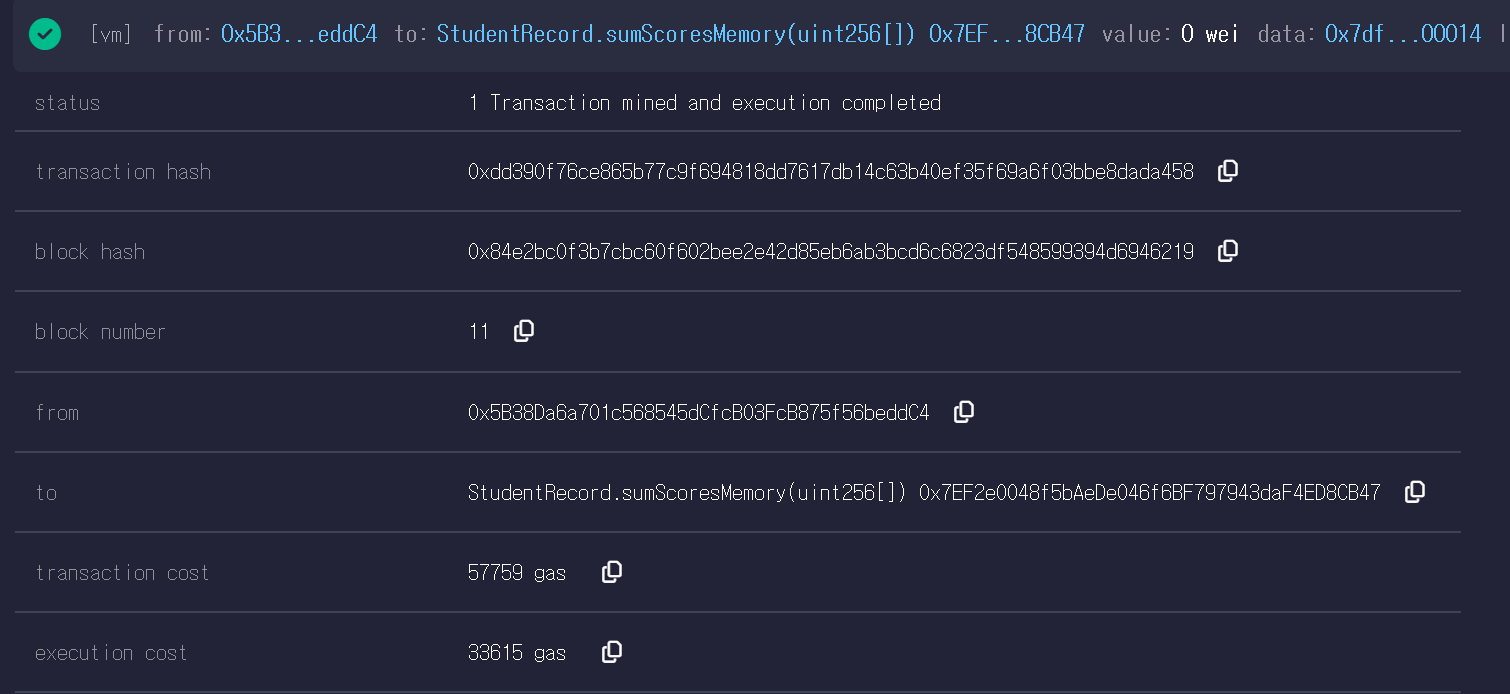 [vm] from: 0x5B3...eddC4 to: StudentRecord.sumScoresMemory(uint256[]) 0x7EF...8CB47 value: 0 wei data: 0x7df...00014
status 1 Transaction mined and execution completed
transaction hash 0xdd390f76ce865b77c9f694818dd7617db14c63b40ef35f69a6f03bbe8dada458
block hash 0x84e2bc0f3b7cbc60f602bee2e42d85eb6ab3bcd6c6823df548599394d6946219
block number 11
from 0x5B38Da6a701c568545dCfcB03FcB875f56beddC4
to StudentRecord.sumScoresMemory(uint256[]) 0x7EF2e0048f5bAeDe046f6BF797943daF4ED8CB47
transaction cost 57759 gas
execution cost 33615 gas